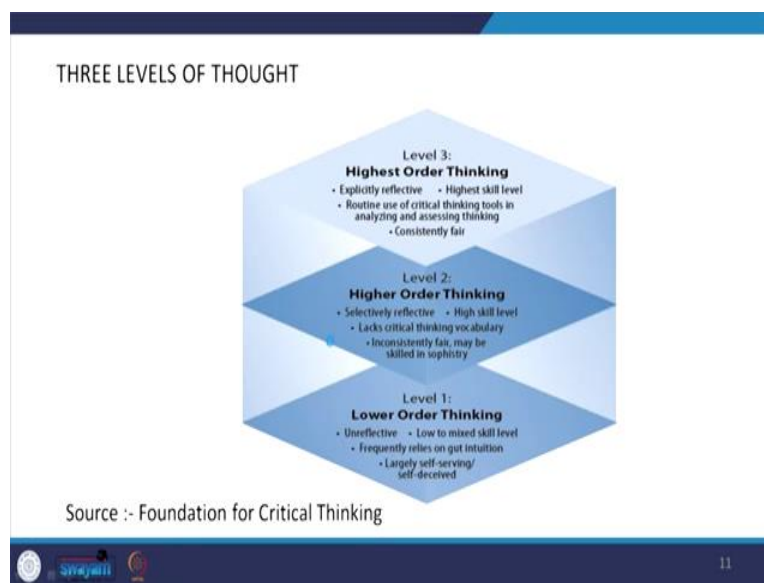 THREE LEVELS OF THOUGHT
Level 3:
Highest Order Thinking
• Explicitly reflective • Highest skill level
• Routine use of critical thinking tools in
analyzing and assessing thinking
• Consistently fair
Level 2:
Higher Order Thinking
• Selectively reflective • High skill level
• Lacks critical thinking vocabulary
• Inconsistently fair, may be
skilled in sophistry
Level 1:
Lower Order Thinking
• Unreflective • Low to mixed skill level
• Frequently relies on gut intuition
• Largely self-serving/
self-deceived
Source :- Foundation for Critical Thinking
swayam
11